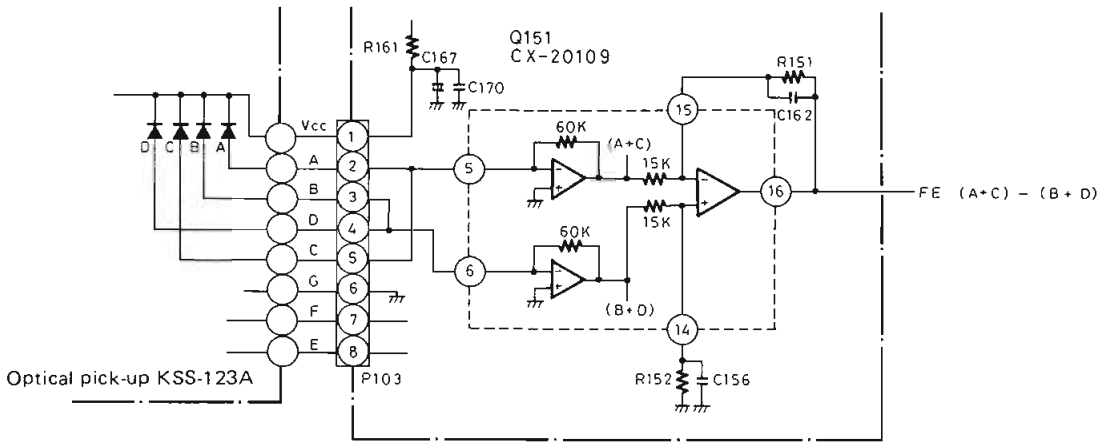 Q151
CX-20109
R161
C167
C170
R151
C162
15
Vcc
1
D
C
B
A
A
2
5
60K
(A+C)
15K
B
3
16
FE (A+C) – (B+D)
D
4
15K
C
5
6
60K
G
6
(B+D)
F
7
14
E
8
Optical pick-up KSS-123A
P103
R152
C156
–
+
–
+
–
+